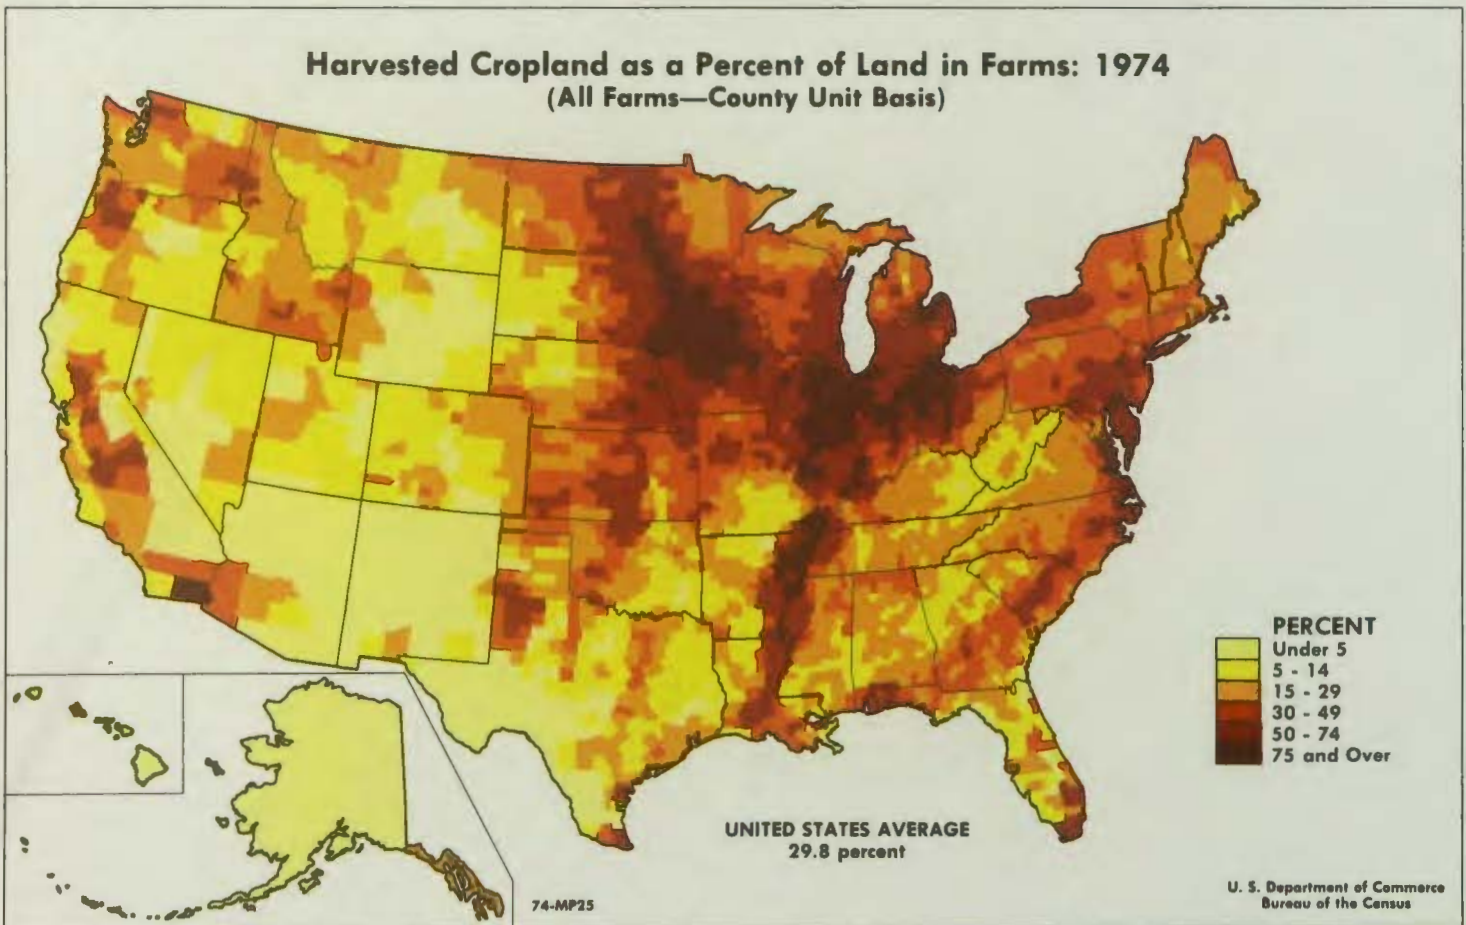 Harvested Cropland as a Percent of Land in Farms: 1974
(All Farms—County Unit Basis)
PERCENT
Under 5
5 - 14
15 - 29
30 - 49
50 - 74
75 and Over
UNITED STATES AVERAGE
29.8 percent
74-MP25
U. S. Department of Commerce
Bureau of the Census